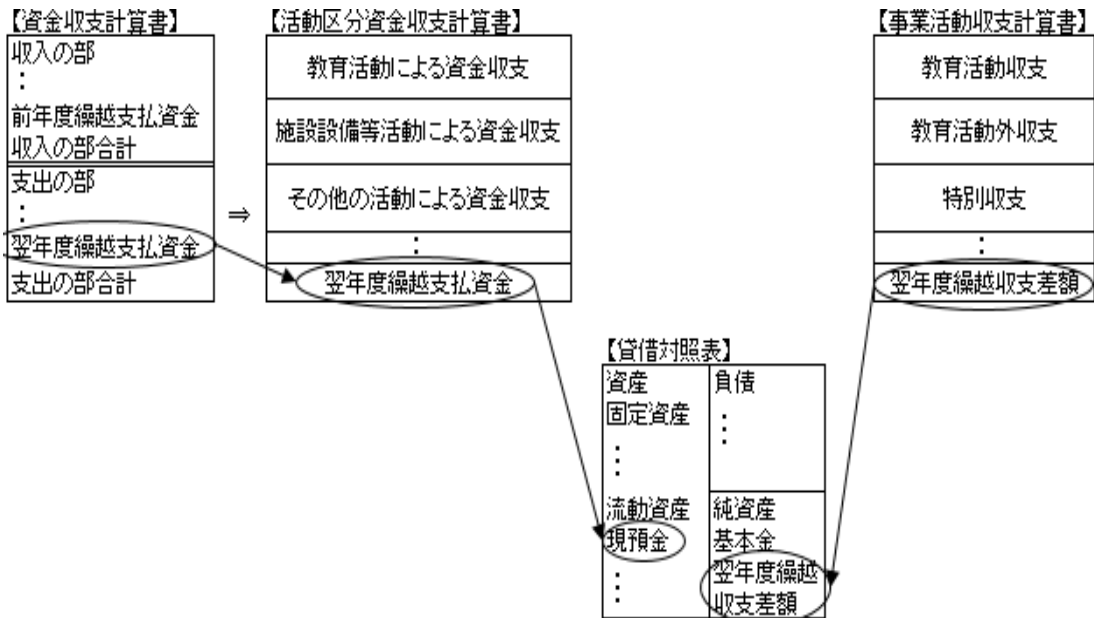 【資金収支計算書】
収入の部
：
前年度繰越支払資金
収入の部合計
支出の部
：
翌年度繰越支払資金
支出の部合計
⇒
【活動区分資金収支計算書】
教育活動による資金収支
施設設備等活動による資金収支
その他の活動による資金収支
：
翌年度繰越支払資金
【事業活動収支計算書】
教育活動収支
教育活動外収支
特別収支
：
翌年度繰越収支差額
【貸借対照表】
資産
固定資産
：
流動資産
現預金
：
負債
：
純資産
基本金
翌年度繰越
収支差額